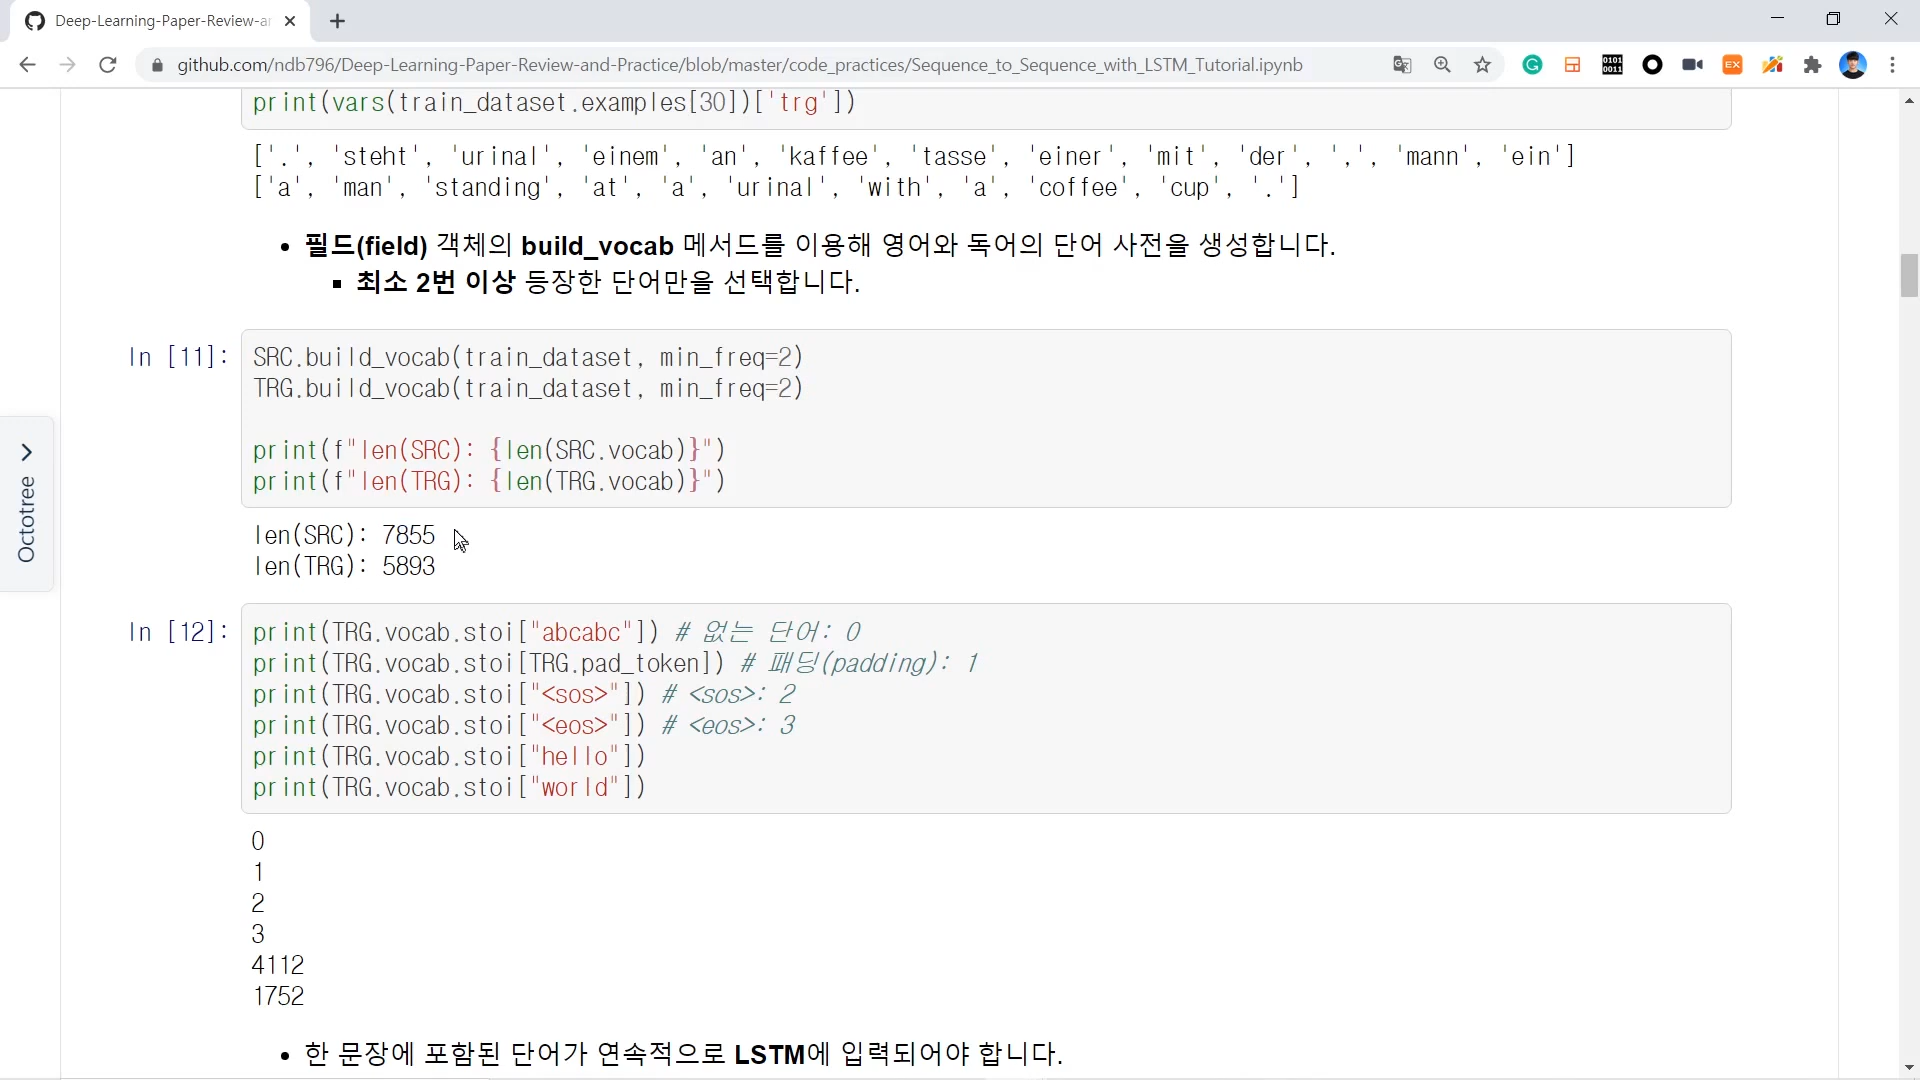 Deep-Learning-Paper-Review-ar
github.com/ndb796/Deep-Learning-Paper-Review-and-Practice/blob/master/code_practices/Sequence_to_Sequence_with_LSTM_Tutorial.ipynb
print(vars(train_dataset.examples[30])['trg'])
['.', 'steht', 'urinal', 'einem', 'an', 'kaffee', 'tasse', 'einer', 'mit', 'der', ',', 'mann', 'ein']
['a', 'man', 'standing', 'at', 'a', 'urinal', 'with', 'a', 'coffee', 'cup', '.']
필드(field) 객체의 build_vocab 메서드를 이용해 영어와 독어의 단어 사전을 생성합니다.
최소 2번 이상 등장한 단어만을 선택합니다.
In [11]:
SRC.build_vocab(train_dataset, min_freq=2)
TRG.build_vocab(train_dataset, min_freq=2)
print(f"len(SRC): {len(SRC.vocab)}")
print(f"len(TRG): {len(TRG.vocab)}")
len(SRC): 7855
len(TRG): 5893
Octotree
In [12]:
print(TRG.vocab.stoi["abcabc"]) # 없는 단어: 0
print(TRG.vocab.stoi[TRG.pad_token]) # 패딩(padding): 1
print(TRG.vocab.stoi["<sos>"]) # <sos>: 2
print(TRG.vocab.stoi["<eos>"]) # <eos>: 3
print(TRG.vocab.stoi["hello"])
print(TRG.vocab.stoi["world"])
0
1
2
3
4112
1752
한 문장에 포함된 단어가 연속적으로 LSTM에 입력되어야 합니다.